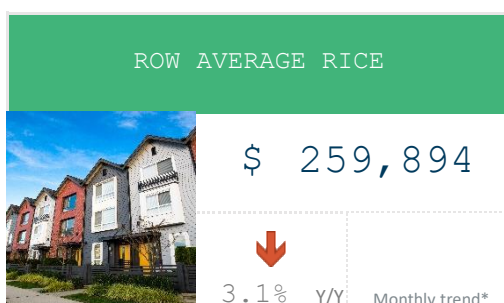 ROW AVERAGE RICE
$ 259,894
3.1% Y/Y
Monthly trend*